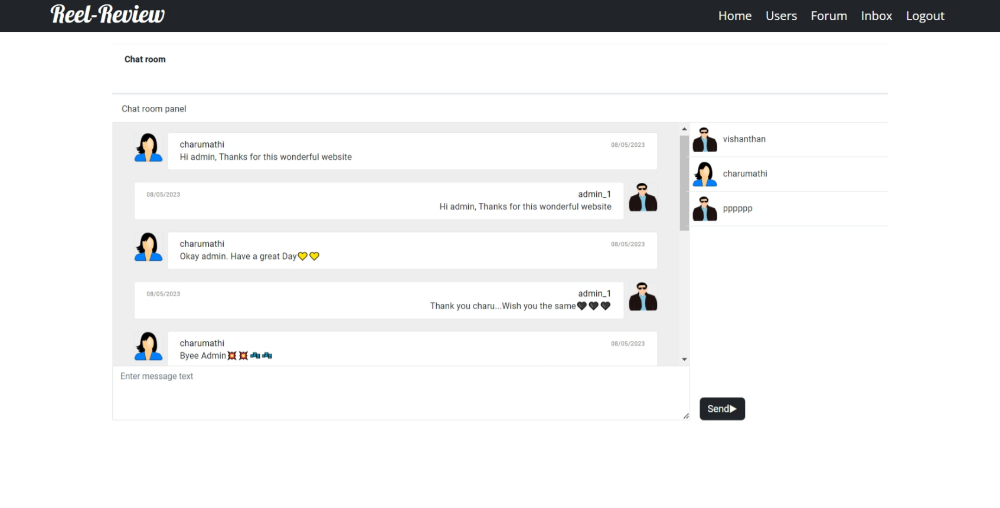 Reel-Review
Home Users Forum Inbox Logout
Chat room
Chat room panel
charumathi 08/05/2023
Hi admin, Thanks for this wonderful website
08/05/2023 admin_1
Hi admin, Thanks for this wonderful website
charumathi 08/05/2023
Okay admin. Have a great Day💛💛
08/05/2023 admin_1
Thank you charu...Wish you the same🖤🖤🖤
charumathi 08/05/2023
Byee Admin💥💥💤💤
vishanthan
charumathi
pppppp
Enter message text
Send▶